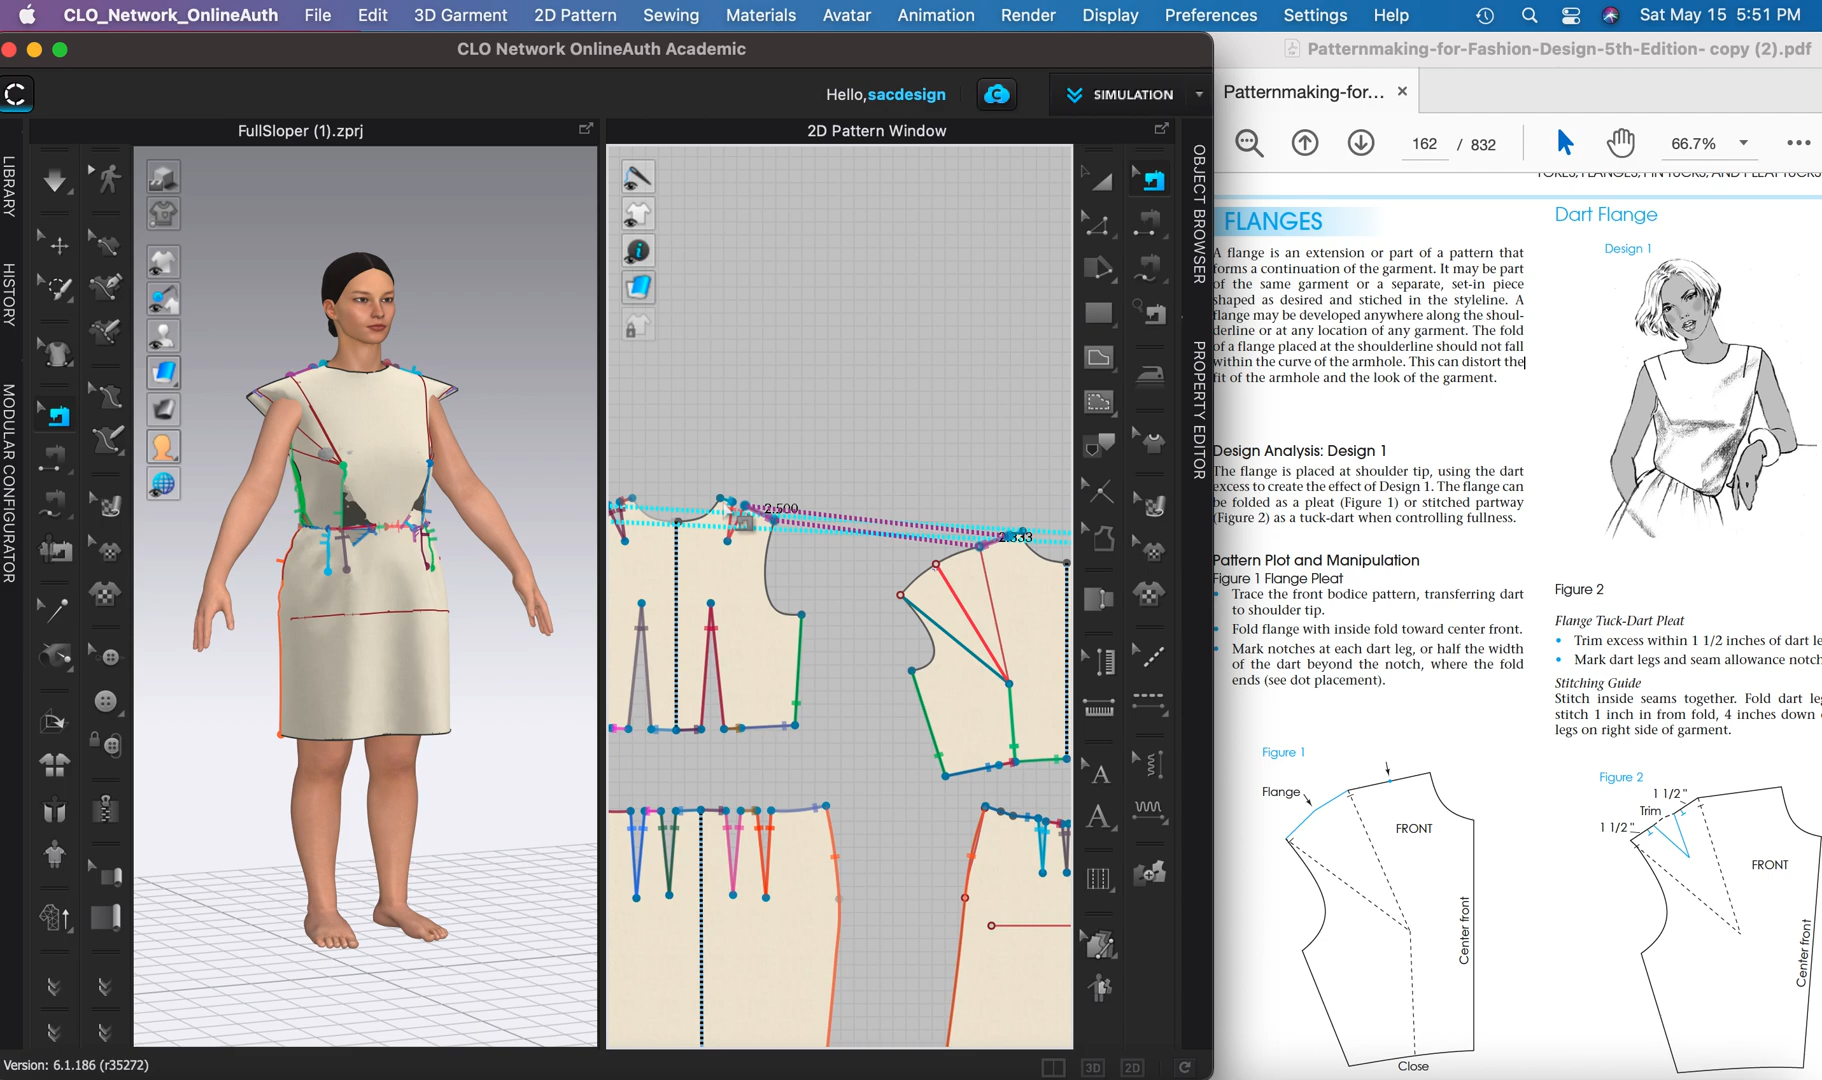 CLO_Network_OnlineAuth File Edit 3D Garment 2D Pattern Sewing Materials Avatar Animation Render Display Preferences Settings Help Sat May 15 5:51 PM
CLO Network OnlineAuth Academic
Hello,sacdesign
SIMULATION
FullSloper (1).zprj
2D Pattern Window
LIBRARY
HISTORY
MODULAR CONFIGURATOR
OBJECT BROWSER
PROPERTY EDITOR
2.500
2.333
A
A
Version: 6.1.186 (r35272)
3D
2D
Patternmaking-for-Fashion-Design-5th-Edition- copy (2).pdf
Patternmaking-for...
162 / 832
66.7%
YOKES, FLANGES, PIN TUCKS, AND PLEAT TUCKS
FLANGES
A flange is an extension or part of a pattern that
forms a continuation of the garment. It may be part
of the same garment or a separate, set-in piece
shaped as desired and stiched in the styleline. A
flange may be developed anywhere along the shoul-
derline or at any location of any garment. The fold
of a flange placed at the shoulderline should not fall
within the curve of the armhole. This can distort the
fit of the armhole and the look of the garment.
Design Analysis: Design 1
The flange is placed at shoulder tip, using the dart
excess to create the effect of Design 1. The flange can
be folded as a pleat (Figure 1) or stitched partway
(Figure 2) as a tuck-dart when controlling fullness.
Pattern Plot and Manipulation
Figure 1 Flange Pleat
• Trace the front bodice pattern, transferring dart
to shoulder tip.
• Fold flange with inside fold toward center front.
• Mark notches at each dart leg, or half the width
of the dart beyond the notch, where the fold
ends (see dot placement).
Figure 1
Flange
FRONT
Center front
Close
Dart Flange
Design 1
Figure 2
Flange Tuck-Dart Pleat
• Trim excess within 1 1/2 inches of dart le
• Mark dart legs and seam allowance notch
Stitching Guide
Stitch inside seams together. Fold dart leg
stitch 1 inch in from fold, 4 inches down
legs on right side of garment.
Figure 2
1 1/2"
Trim
1 1/2"
FRONT
Center front